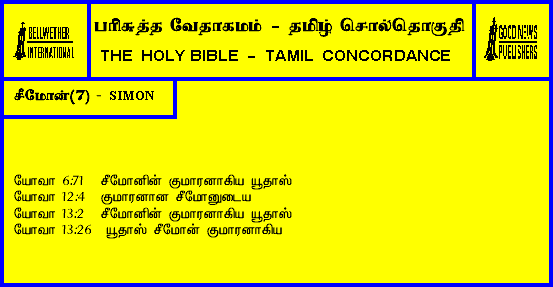 BELLWETHER
INTERNATIONAL
பரிசுத்த வேதாகமம் - தமிழ் சொல்தொகுதி
THE HOLY BIBLE - TAMIL CONCORDANCE
GOOD NEWS
PUBLISHERS
சீமோன்(7) - SIMON
யோவா 6:71 சீமோனின் குமாரனாகிய யூதாஸ்
யோவா 12:4 குமாரனான சீமோனுடைய
யோவா 13:2 சீமோனின் குமாரனாகிய யூதாஸ்
யோவா 13:26 யூதாஸ் சீமோன் குமாரனாகிய